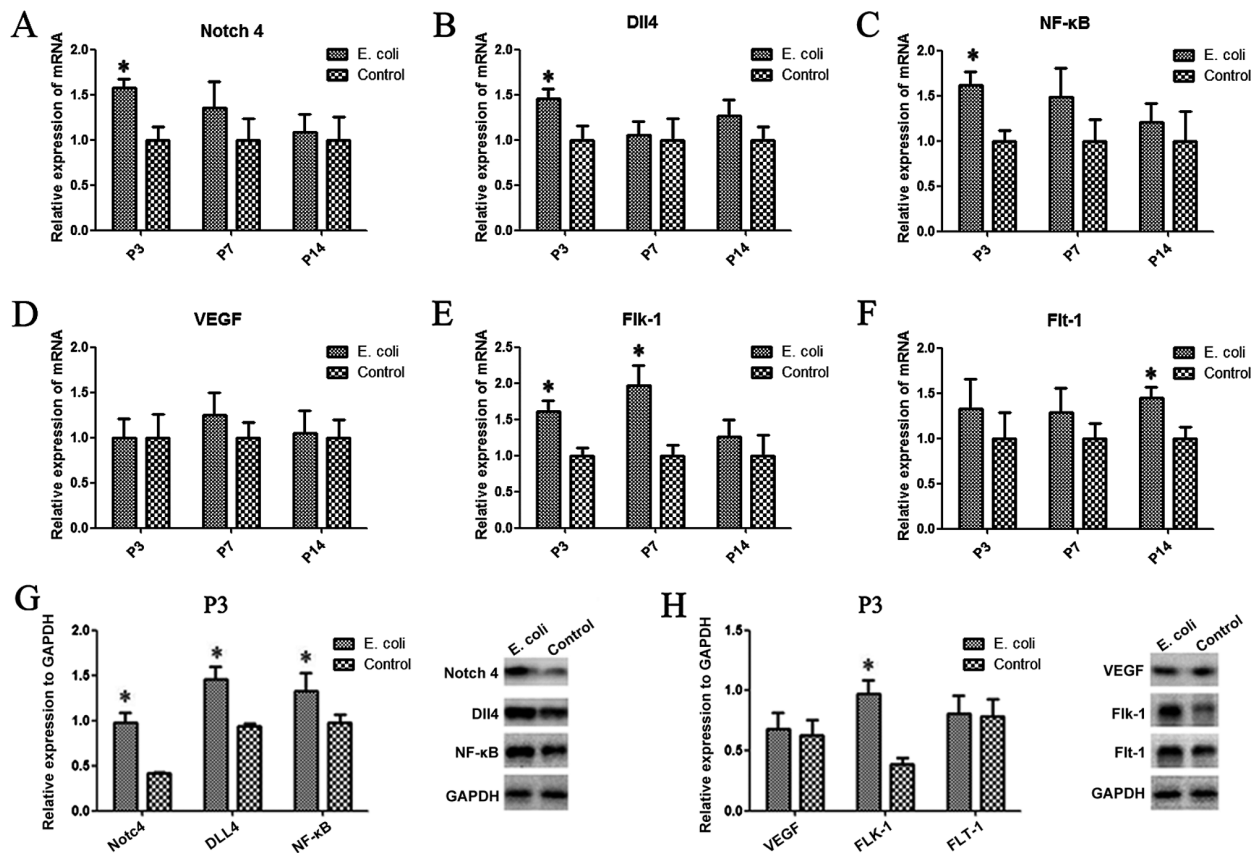 A
Notch 4
Relative expression of mRNA
2.0
1.5
1.0
0.5
0.0
*
E. coli
Control
P3
P7
P14
B
Dll4
Relative expression of mRNA
2.0
1.5
1.0
0.5
0.0
*
E. coli
Control
P3
P7
P14
C
NF-κB
Relative expression of mRNA
2.0
1.5
1.0
0.5
0.0
*
E. coli
Control
P3
P7
P14
D
VEGF
Relative expression of mRNA
2.0
1.5
1.0
0.5
0.0
E. coli
Control
P3
P7
P14
E
Flk-1
Relative expression of mRNA
2.5
2.0
1.5
1.0
0.5
0.0
*
*
E. coli
Control
P3
P7
P14
F
Flt-1
Relative expression of mRNA
2.0
1.5
1.0
0.5
0.0
*
E. coli
Control
P3
P7
P14
G
P3
Relative expression to GAPDH
2.0
1.5
1.0
0.5
0.0
*
*
*
E. coli
Control
Notc4
DLL4
NF-κB
E. coli
Control
Notch 4
Dll4
NF-κB
GAPDH
H
P3
Relative expression to GAPDH
1.5
1.0
0.5
0.0
*
E. coli
Control
VEGF
FLK-1
FLT-1
E. coli
Control
VEGF
Flk-1
Flt-1
GAPDH